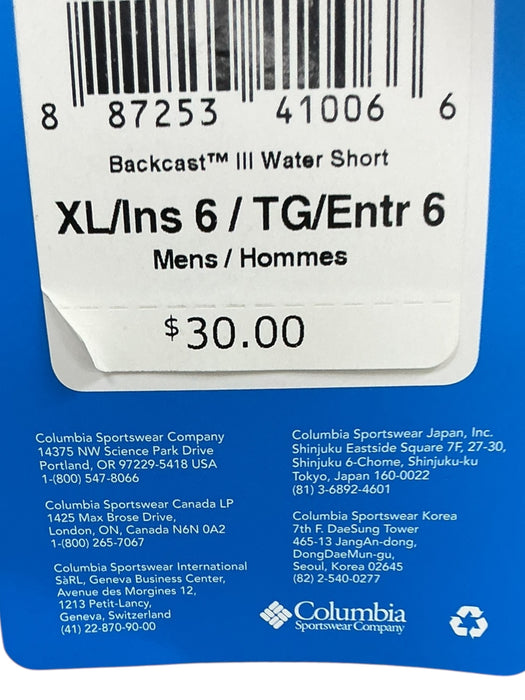 8 87253 41006 6
Backcast™ III Water Short
XL/Ins 6 / TG/Entr 6
Mens / Hommes
$30.00
Columbia Sportswear Company
14375 NW Science Park Drive
Portland, OR 97229-5418 USA
1-(800) 547-8066
Columbia Sportswear Canada LP
1425 Max Brose Drive,
London, ON, Canada N6N 0A2
1-(800) 265-7067
Columbia Sportswear International
SàRL, Geneva Business Center,
Avenue des Morgines 12,
1213 Petit-Lancy,
Geneva, Switzerland
(41) 22-870-90-00
Columbia Sportswear Japan, Inc.
Shinjuku Eastside Square 7F, 27-30,
Shinjuku 6-Chome, Shinjuku-ku
Tokyo, Japan 160-0022
(81) 3-6892-4601
Columbia Sportswear Korea
7th F. DaeSung Tower
465-13 JangAn-dong,
DongDaeMun-gu,
Seoul, Korea 02645
(82) 2-540-0277
Columbia
Sportswear Company